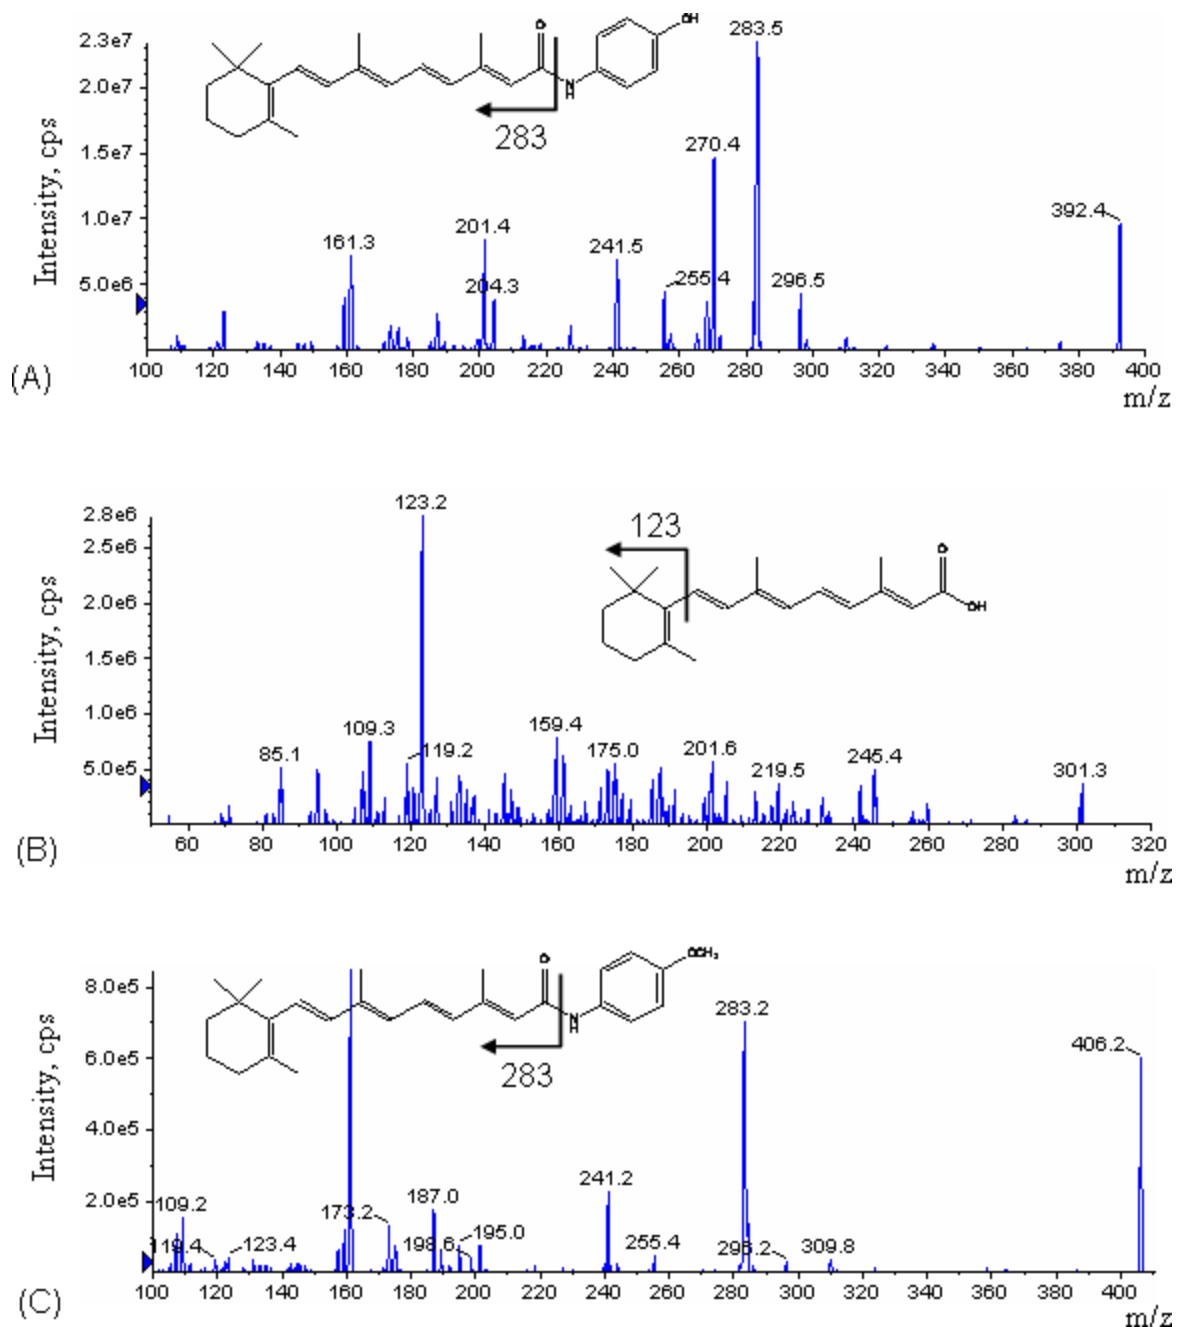 2.3e7
2.0e7
1.5e7
1.0e7
5.0e6
Intensity, cps
O
OH
N
H
283
161.3
201.4
204.3
241.5
255.4
270.4
283.5
296.5
392.4
100 120 140 160 180 200 220 240 260 280 300 320 340 360 380 400
m/z
(A)
2.8e6
2.5e6
2.0e6
1.5e6
1.0e6
5.0e5
Intensity, cps
123
O
OH
85.1
109.3
119.2
123.2
159.4
175.0
201.6
219.5
245.4
301.3
60 80 100 120 140 160 180 200 220 240 260 280 300 320
m/z
(B)
8.0e5
6.0e5
4.0e5
2.0e5
Intensity, cps
O
OCH₃
N
H
283
109.2
119.4
123.4
173.2
187.0
198.6
195.0
241.2
255.4
283.2
296.2
309.8
406.2
100 120 140 160 180 200 220 240 260 280 300 320 340 360 380 400
m/z
(C)